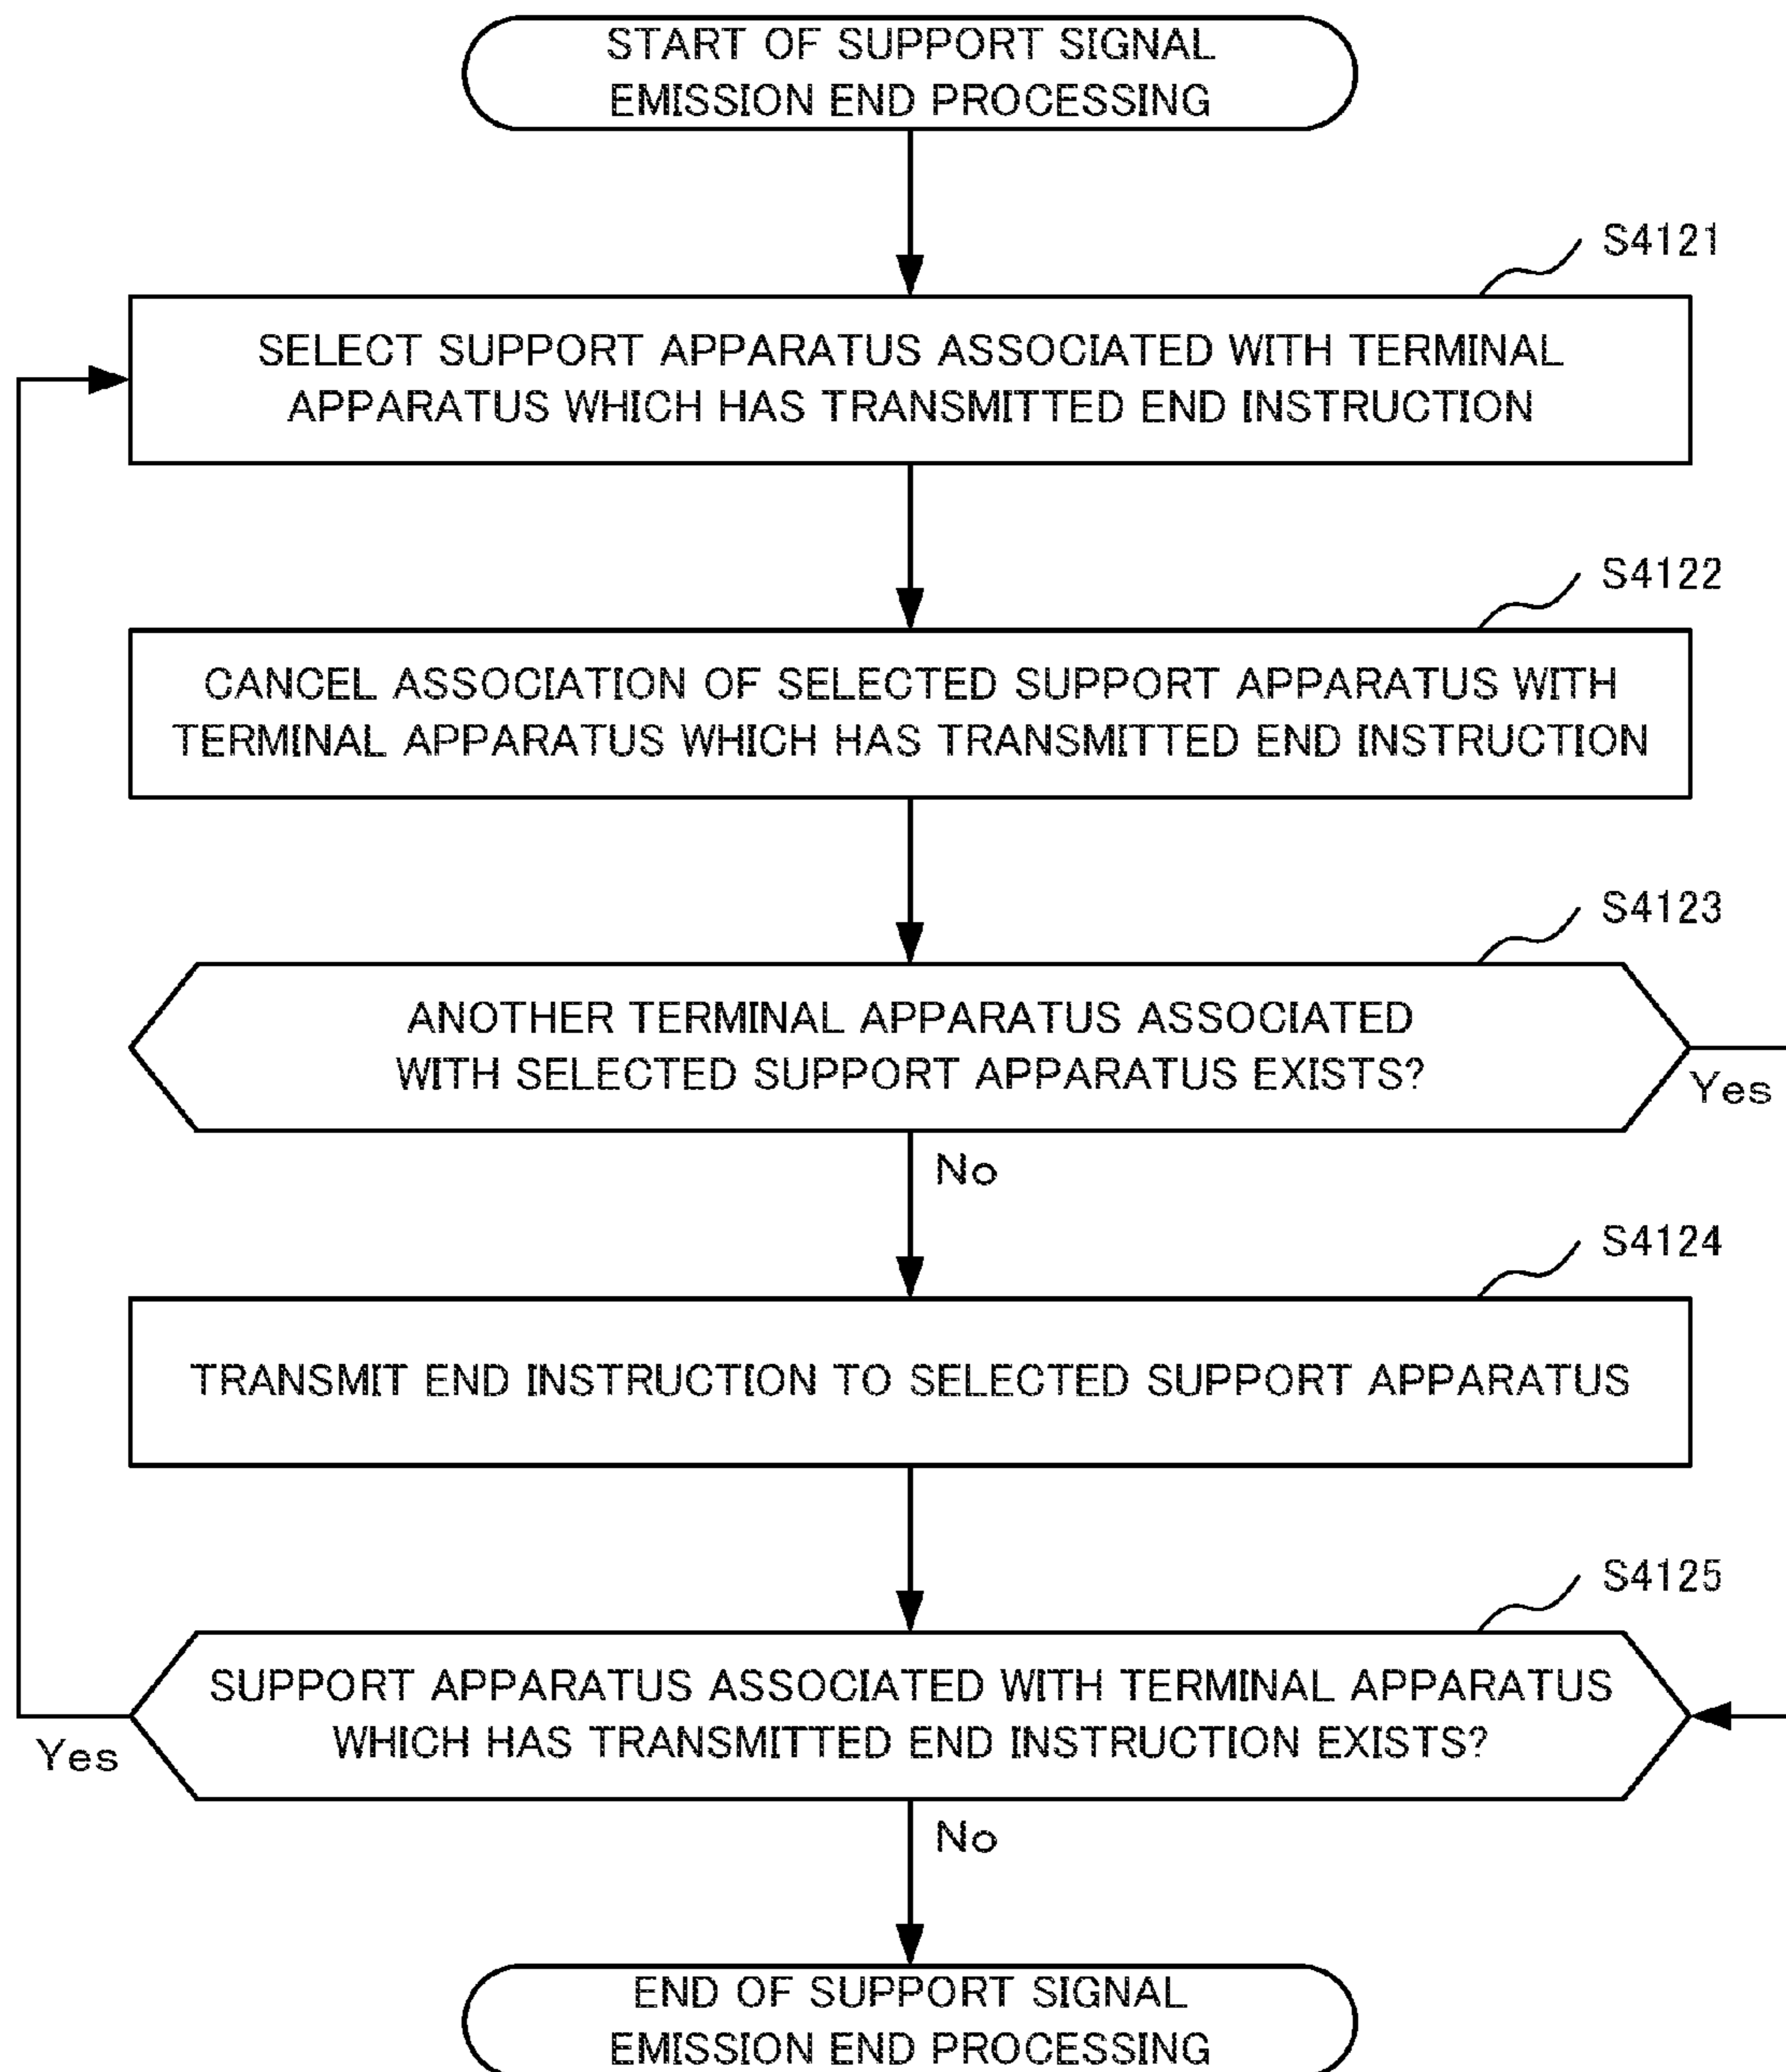 START OF SUPPORT SIGNAL
EMISSION END PROCESSING
S4121
SELECT SUPPORT APPARATUS ASSOCIATED WITH TERMINAL
APPARATUS WHICH HAS TRANSMITTED END INSTRUCTION
S4122
CANCEL ASSOCIATION OF SELECTED SUPPORT APPARATUS WITH
TERMINAL APPARATUS WHICH HAS TRANSMITTED END INSTRUCTION
S4123
ANOTHER TERMINAL APPARATUS ASSOCIATED
WITH SELECTED SUPPORT APPARATUS EXISTS?
Yes
No
S4124
TRANSMIT END INSTRUCTION TO SELECTED SUPPORT APPARATUS
S4125
SUPPORT APPARATUS ASSOCIATED WITH TERMINAL APPARATUS
WHICH HAS TRANSMITTED END INSTRUCTION EXISTS?
Yes
No
END OF SUPPORT SIGNAL
EMISSION END PROCESSING